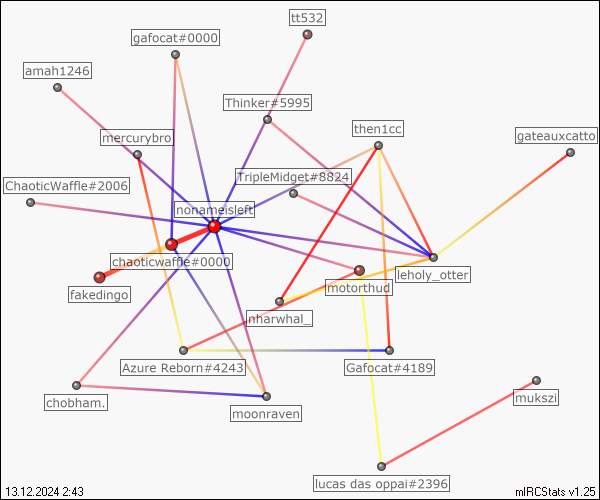 tt532
gafocat#0000
amah1246
Thinker#5995
then1cc
mercurybro
gateauxcatto
TripleMidget#8824
ChaoticWaffle#2006
nonameisleft
chaoticwaffle#0000
leholy_otter
fakedingo
motorthud
nharwhal_
Azure Reborn#4243
Gafocat#4189
mukszi
chobham.
moonraven
lucas das oppai#2396
13.12.2024 2:43
mIRCStats v1.25